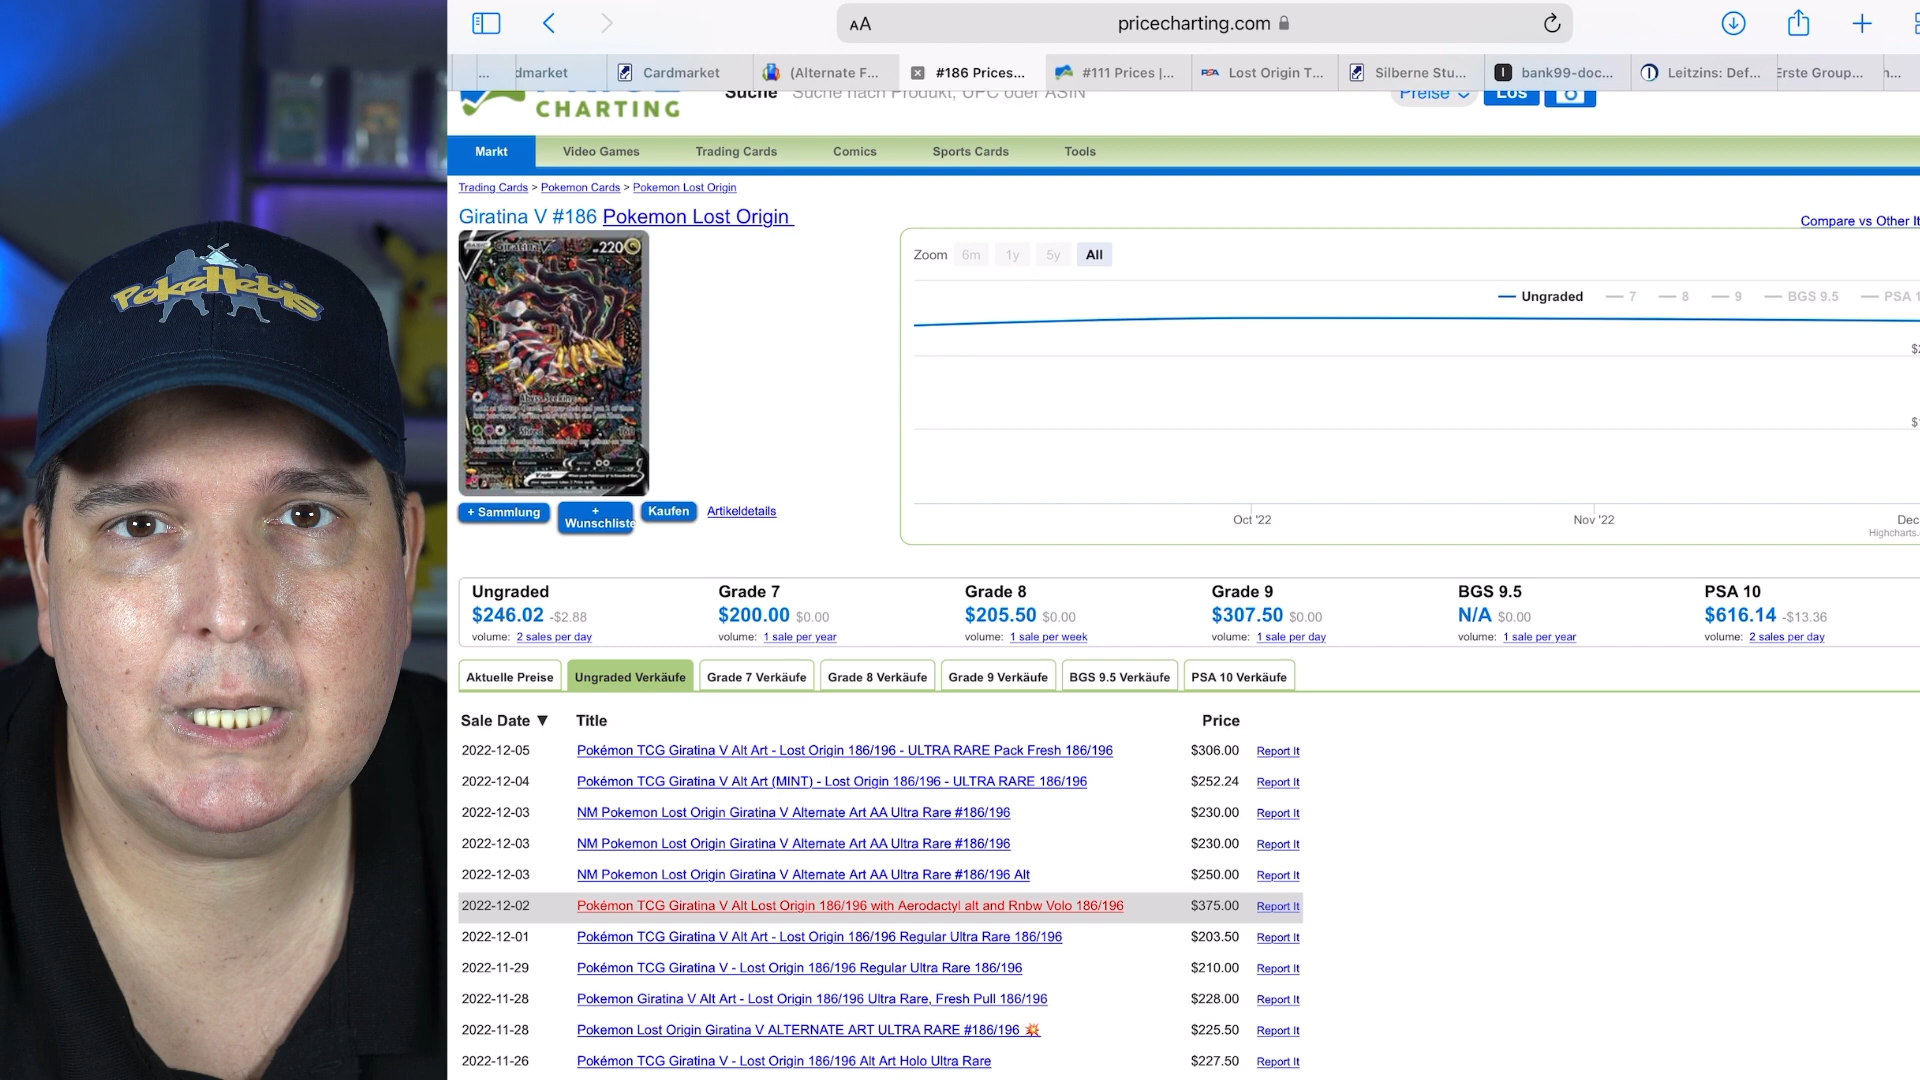 PokeHebis
AA
pricecharting.com
...
dmarket
Cardmarket
(Alternate F...
#186 Prices...
#111 Prices |...
PSA Lost Origin T...
Silberne Stu...
bank99-doc...
Leitzins: Def...
Erste Group...
CHARTING
Suche Suche nach Produkt, UPC oder ASIN
Preise
Los
Markt
Video Games
Trading Cards
Comics
Sports Cards
Tools
Trading Cards > Pokemon Cards > Pokemon Lost Origin
Giratina V #186 Pokemon Lost Origin
Compare vs Other It
BASIC Giratina V 220
Abyss Seeking
Shred 160
+ Sammlung
+ Wunschliste
Kaufen
Artikeldetails
Zoom 6m 1y 5y All
Ungraded 7 8 9 BGS 9.5 PSA 1
$2
$
Oct '22
Nov '22
Dec
Highcharts.
Ungraded
$246.02 -$2.88
volume: 2 sales per day
Grade 7
$200.00 $0.00
volume: 1 sale per year
Grade 8
$205.50 $0.00
volume: 1 sale per week
Grade 9
$307.50 $0.00
volume: 1 sale per day
BGS 9.5
N/A $0.00
volume: 1 sale per year
PSA 10
$616.14 -$13.36
volume: 2 sales per day
Aktuelle Preise
Ungraded Verkäufe
Grade 7 Verkäufe
Grade 8 Verkäufe
Grade 9 Verkäufe
BGS 9.5 Verkäufe
PSA 10 Verkäufe
Sale Date ▼ Title Price
2022-12-05 Pokémon TCG Giratina V Alt Art - Lost Origin 186/196 - ULTRA RARE Pack Fresh 186/196 $306.00 Report It
2022-12-04 Pokémon TCG Giratina V Alt Art (MINT) - Lost Origin 186/196 - ULTRA RARE 186/196 $252.24 Report It
2022-12-03 NM Pokemon Lost Origin Giratina V Alternate Art AA Ultra Rare #186/196 $230.00 Report It
2022-12-03 NM Pokemon Lost Origin Giratina V Alternate Art AA Ultra Rare #186/196 $230.00 Report It
2022-12-03 NM Pokemon Lost Origin Giratina V Alternate Art AA Ultra Rare #186/196 Alt $250.00 Report It
2022-12-02 Pokémon TCG Giratina V Alt Lost Origin 186/196 with Aerodactyl alt and Rnbw Volo 186/196 $375.00 Report It
2022-12-01 Pokémon TCG Giratina V Alt Art - Lost Origin 186/196 Regular Ultra Rare 186/196 $203.50 Report It
2022-11-29 Pokémon TCG Giratina V - Lost Origin 186/196 Regular Ultra Rare 186/196 $210.00 Report It
2022-11-28 Pokemon Giratina V Alt Art - Lost Origin 186/196 Ultra Rare, Fresh Pull 186/196 $228.00 Report It
2022-11-28 Pokemon Lost Origin Giratina V ALTERNATE ART ULTRA RARE #186/196 💥 $225.50 Report It
2022-11-26 Pokémon TCG Giratina V - Lost Origin 186/196 Alt Art Holo Ultra Rare $227.50 Report It